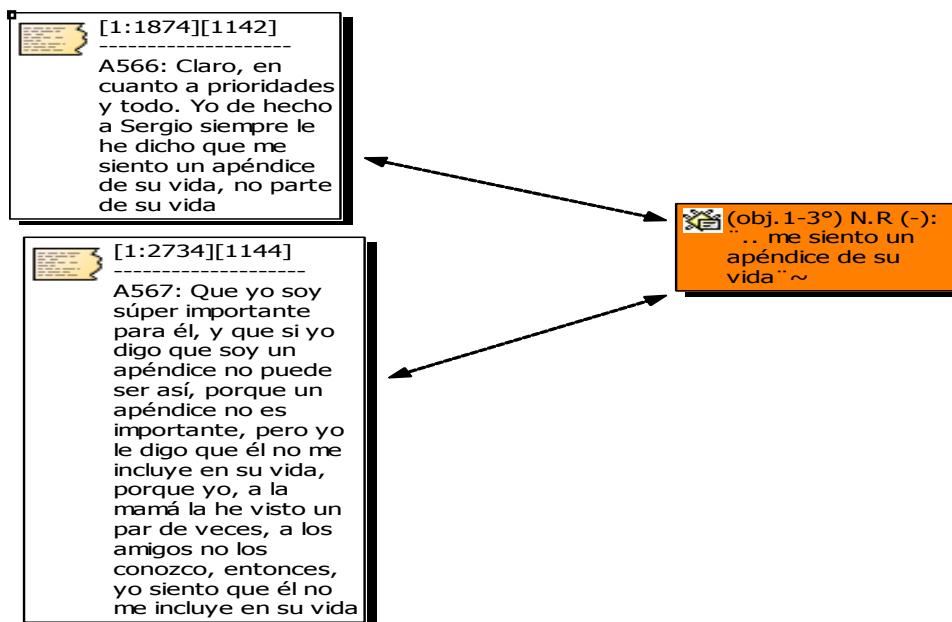 [1:1874][1142]
--------------------
A566: Claro, en
cuanto a prioridades
y todo. Yo de hecho
a Sergio siempre le
he dicho que me
siento un apéndice
de su vida, no parte
de su vida
[1:2734][1144]
--------------------
A567: Que yo soy
súper importante
para él, y que si yo
digo que soy un
apéndice no puede
ser así, porque un
apéndice no es
importante, pero yo
le digo que él no me
incluye en su vida,
porque yo, a la
mamá la he visto un
par de veces, a los
amigos no los
conozco, entonces,
yo siento que él no
me incluye en su vida
(obj.1-3º) N.R (-):
¨.. me siento un
apéndice de su
vida¨~